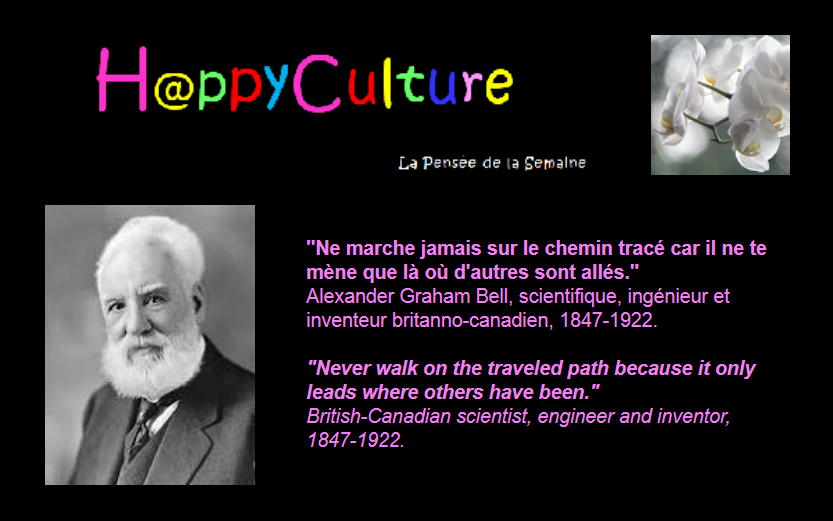 H@ppyCulture
La Pensée de la Semaine
"Ne marche jamais sur le chemin tracé car il ne te
mène que là où d'autres sont allés."
Alexander Graham Bell, scientifique, ingénieur et
inventeur britanno-canadien, 1847-1922.
"Never walk on the traveled path because it only
leads where others have been."
British-Canadian scientist, engineer and inventor,
1847-1922.